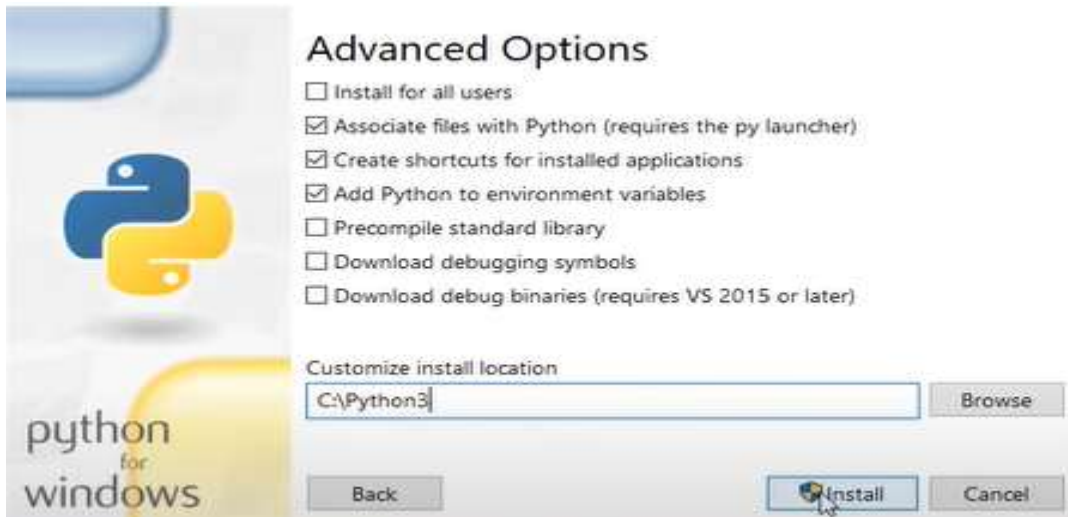 Advanced Options
Install for all users
Associate files with Python (requires the py launcher)
Create shortcuts for installed applications
Add Python to environment variables
Precompile standard library
Download debugging symbols
Download debug binaries (requires VS 2015 or later)
Customize install location
C:\Python3
Browse
python
for
windows
Back
Install
Cancel